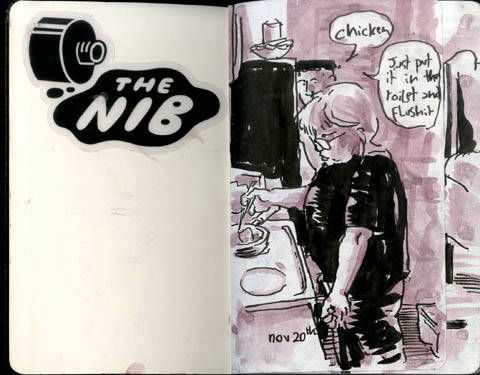 THE
NIB
chicken
Just put
it in the
toilet and
flush it
nov 20th